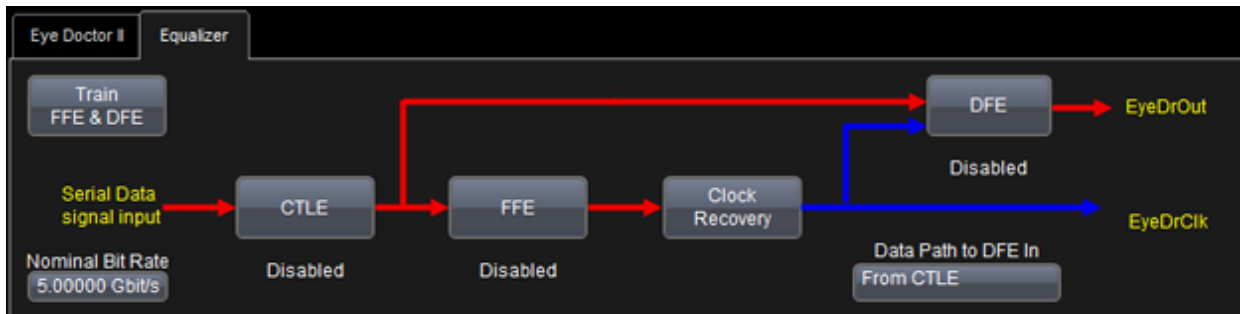 Eye Doctor II
Equalizer
Train
FFE & DFE
DFE
EyeDrOut
Disabled
Serial Data
signal input
CTLE
FFE
Clock
Recovery
EyeDrClk
Nominal Bit Rate
5.00000 Gbit/s
Disabled
Disabled
Data Path to DFE In
From CTLE